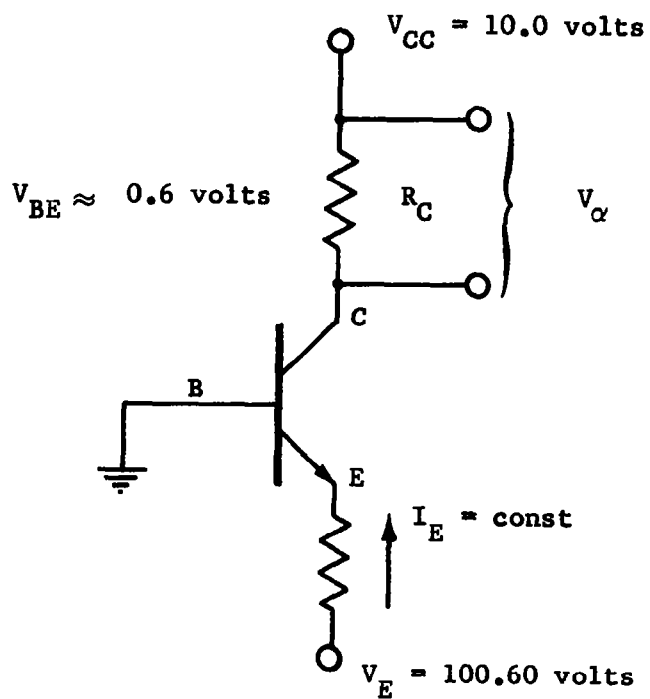 V_CC = 10.0 volts
V_BE ≈ 0.6 volts
R_C
V_α
C
B
E
I_E = const
V_E = 100.60 volts